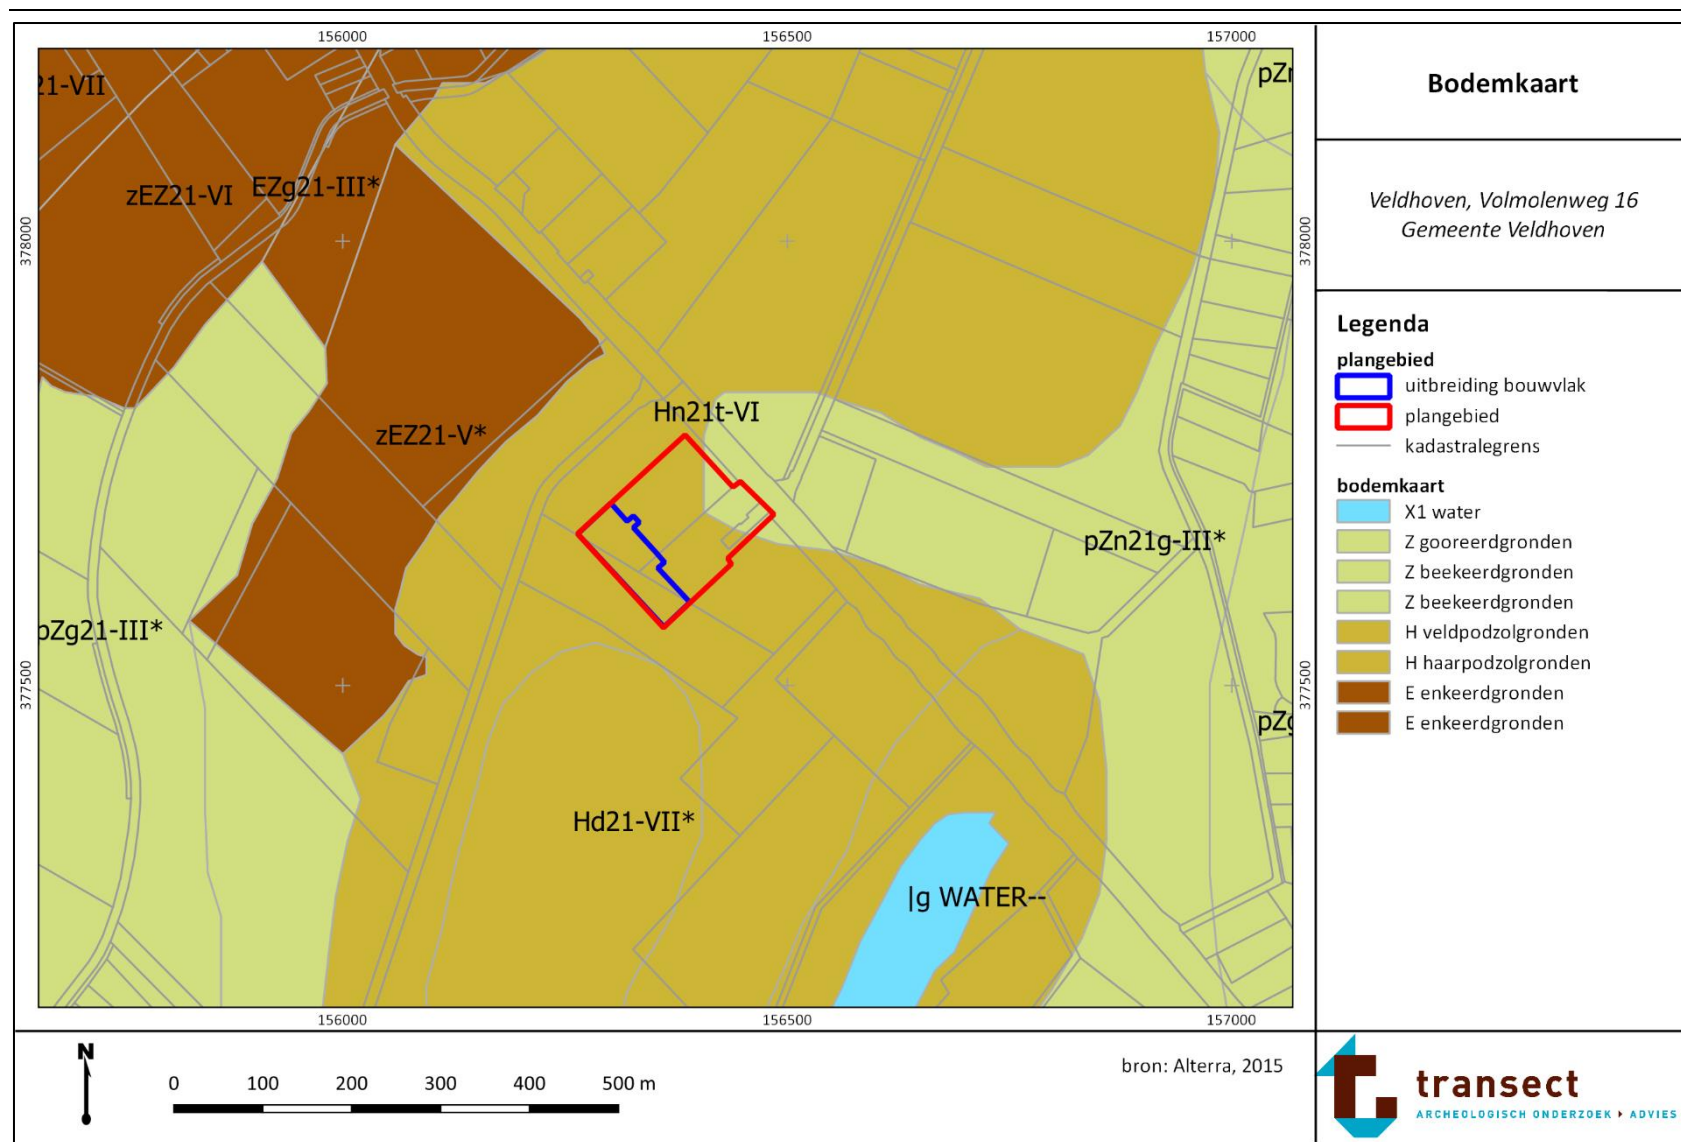 156000
156500
157000
21-VII
zEZ21-VI
EZg21-III*
pZn
378000
378000
Hn21t-VI
zEZ21-V*
pZn21g-III*
pZg21-III*
377500
377500
pZg
Hd21-VII*
|g WATER--
156000
156500
157000
N
0
100
200
300
400
500 m
bron: Alterra, 2015
Bodemkaart
Veldhoven, Volmolenweg 16
Gemeente Veldhoven
Legenda
plangebied
uitbreiding bouwvlak
plangebied
kadastralegrens
bodemkaart
X1 water
Z gooreerdgronden
Z beekeerdgronden
Z beekeerdgronden
H veldpodzolgronden
H haarpodzolgronden
E enkeerdgronden
E enkeerdgronden
transect
ARCHEOLOGISCH ONDERZOEK ▸ ADVIES